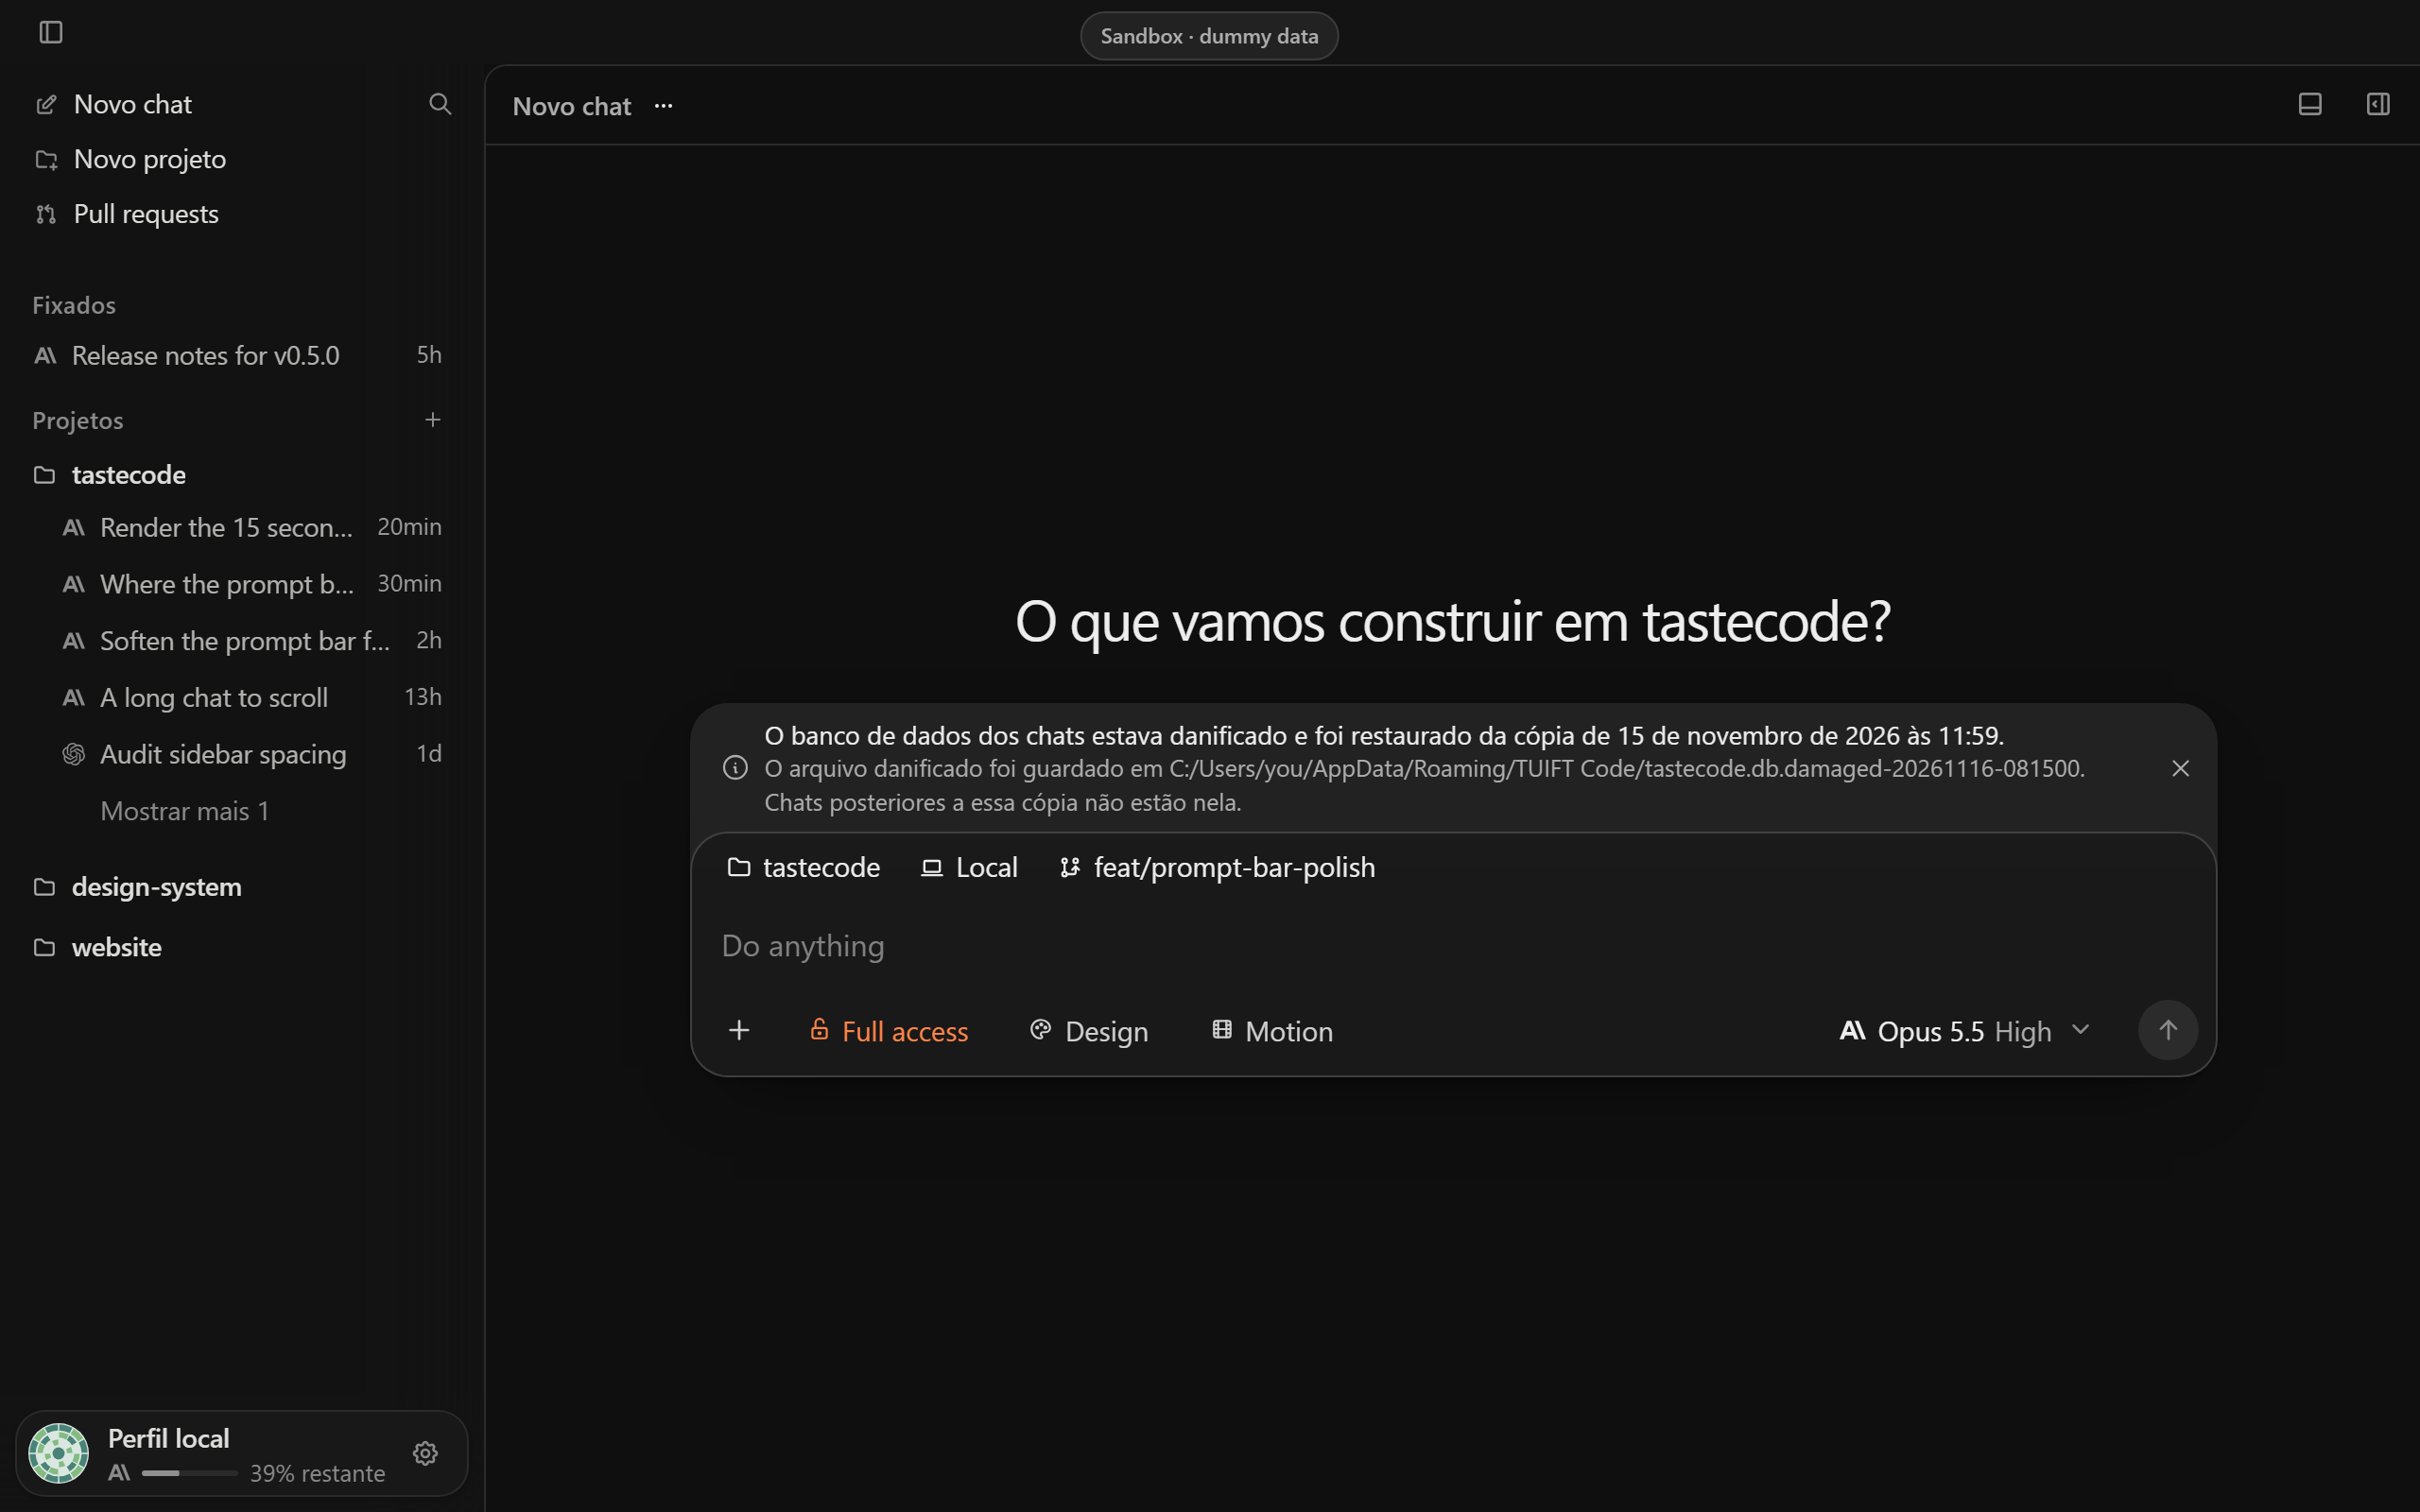 Sandbox · dummy data
Novo chat
Novo projeto
Pull requests
Fixados
Release notes for v0.5.0 5h
Projetos
tastecode
Render the 15 secon... 20min
Where the prompt b... 30min
Soften the prompt bar f... 2h
A long chat to scroll 13h
Audit sidebar spacing 1d
Mostrar mais 1
design-system
website
Perfil local
39% restante
Novo chat
O que vamos construir em tastecode?
O banco de dados dos chats estava danificado e foi restaurado da cópia de 15 de novembro de 2026 às 11:59.
O arquivo danificado foi guardado em C:/Users/you/AppData/Roaming/TUIFT Code/tastecode.db.damaged-20261116-081500.
Chats posteriores a essa cópia não estão nela.
tastecode Local feat/prompt-bar-polish
Do anything
Full access Design Motion Opus 5.5 High